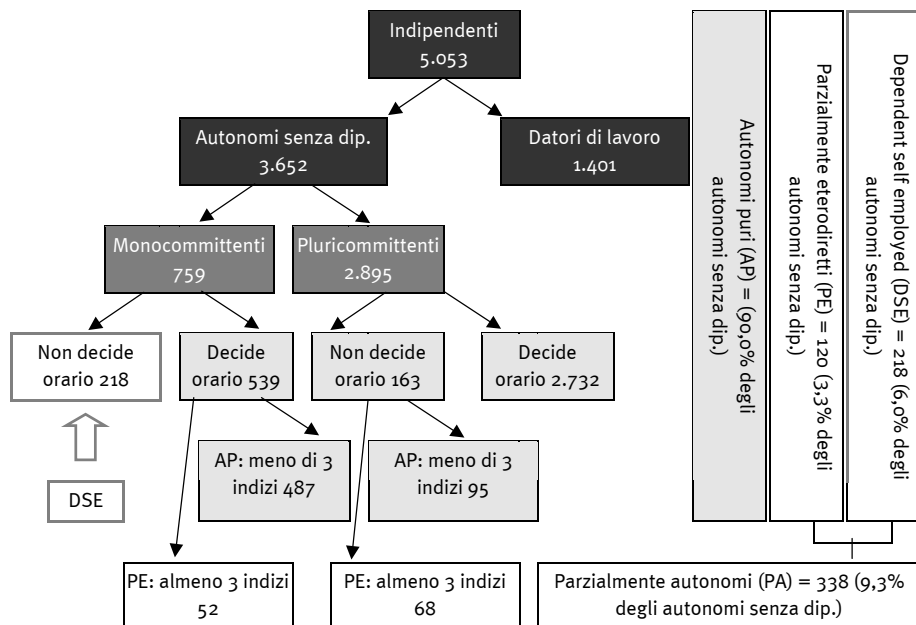 Indipendenti
5.053
Autonomi senza dip.
3.652
Datori di lavoro
1.401
Monocommittenti
759
Pluricommittenti
2.895
Non decide
orario 218
Decide
orario 539
Non decide
orario 163
Decide
orario 2.732
DSE
AP: meno di 3
indizi 487
AP: meno di 3
indizi 95
PE: almeno 3 indizi
52
PE: almeno 3 indizi
68
Autonomi puri (AP) = (90,0% degli
autonomi senza dip.)
Parzialmente eterodiretti (PE) = 120 (3,3% degli
autonomi senza dip.)
Dependent self employed (DSE) = 218 (6,0% degli
autonomi senza dip.)
Parzialmente autonomi (PA) = 338 (9,3%
degli autonomi senza dip.)